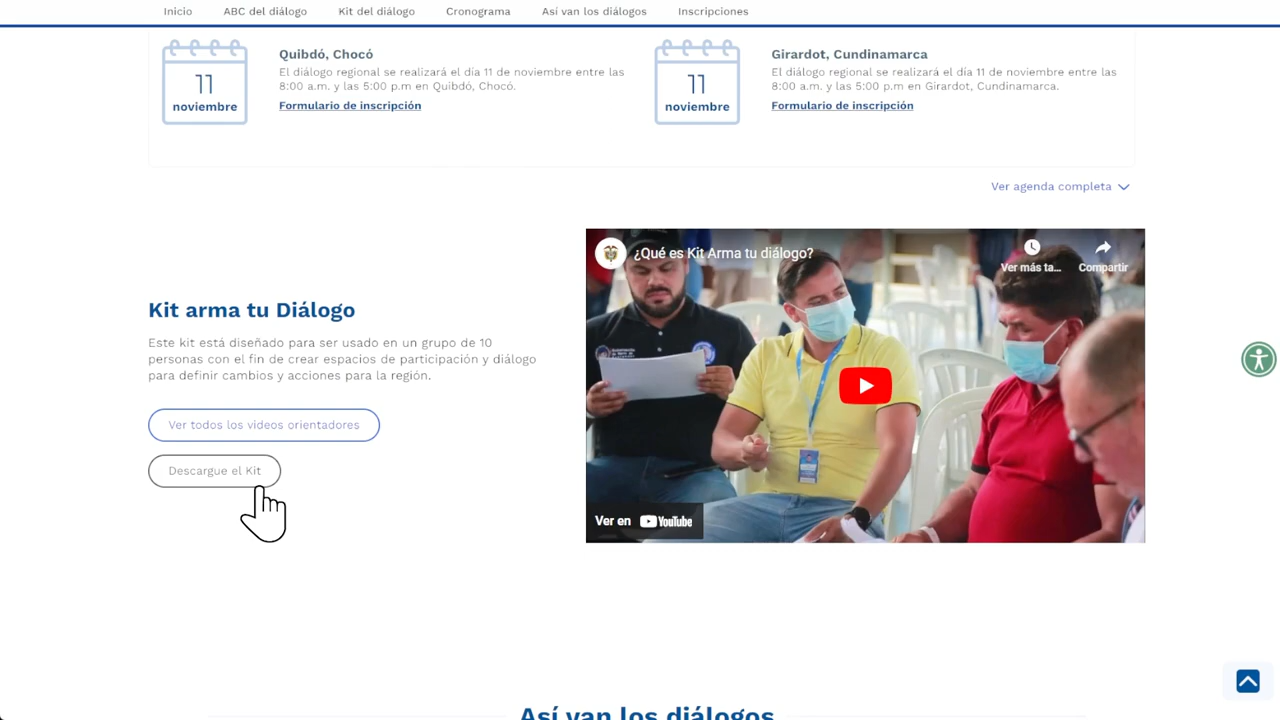 Inicio ABC del diálogo Kit del diálogo Cronograma Así van los diálogos Inscripciones
11
noviembre
Quibdó, Chocó
El diálogo regional se realizará el día 11 de noviembre entre las
8:00 a.m. y las 5:00 p.m en Quibdó, Chocó.
Formulario de inscripción
11
noviembre
Girardot, Cundinamarca
El diálogo regional se realizará el día 11 de noviembre entre las
8:00 a.m. y las 5:00 p.m en Girardot, Cundinamarca.
Formulario de inscripción
Ver agenda completa
Kit arma tu Diálogo
Este kit está diseñado para ser usado en un grupo de 10
personas con el fin de crear espacios de participación y diálogo
para definir cambios y acciones para la región.
Ver todos los videos orientadores
Descargue el Kit
¿Qué es Kit Arma tu diálogo?
Ver más ta...
Compartir
Ver en YouTube
Así van los diálogos